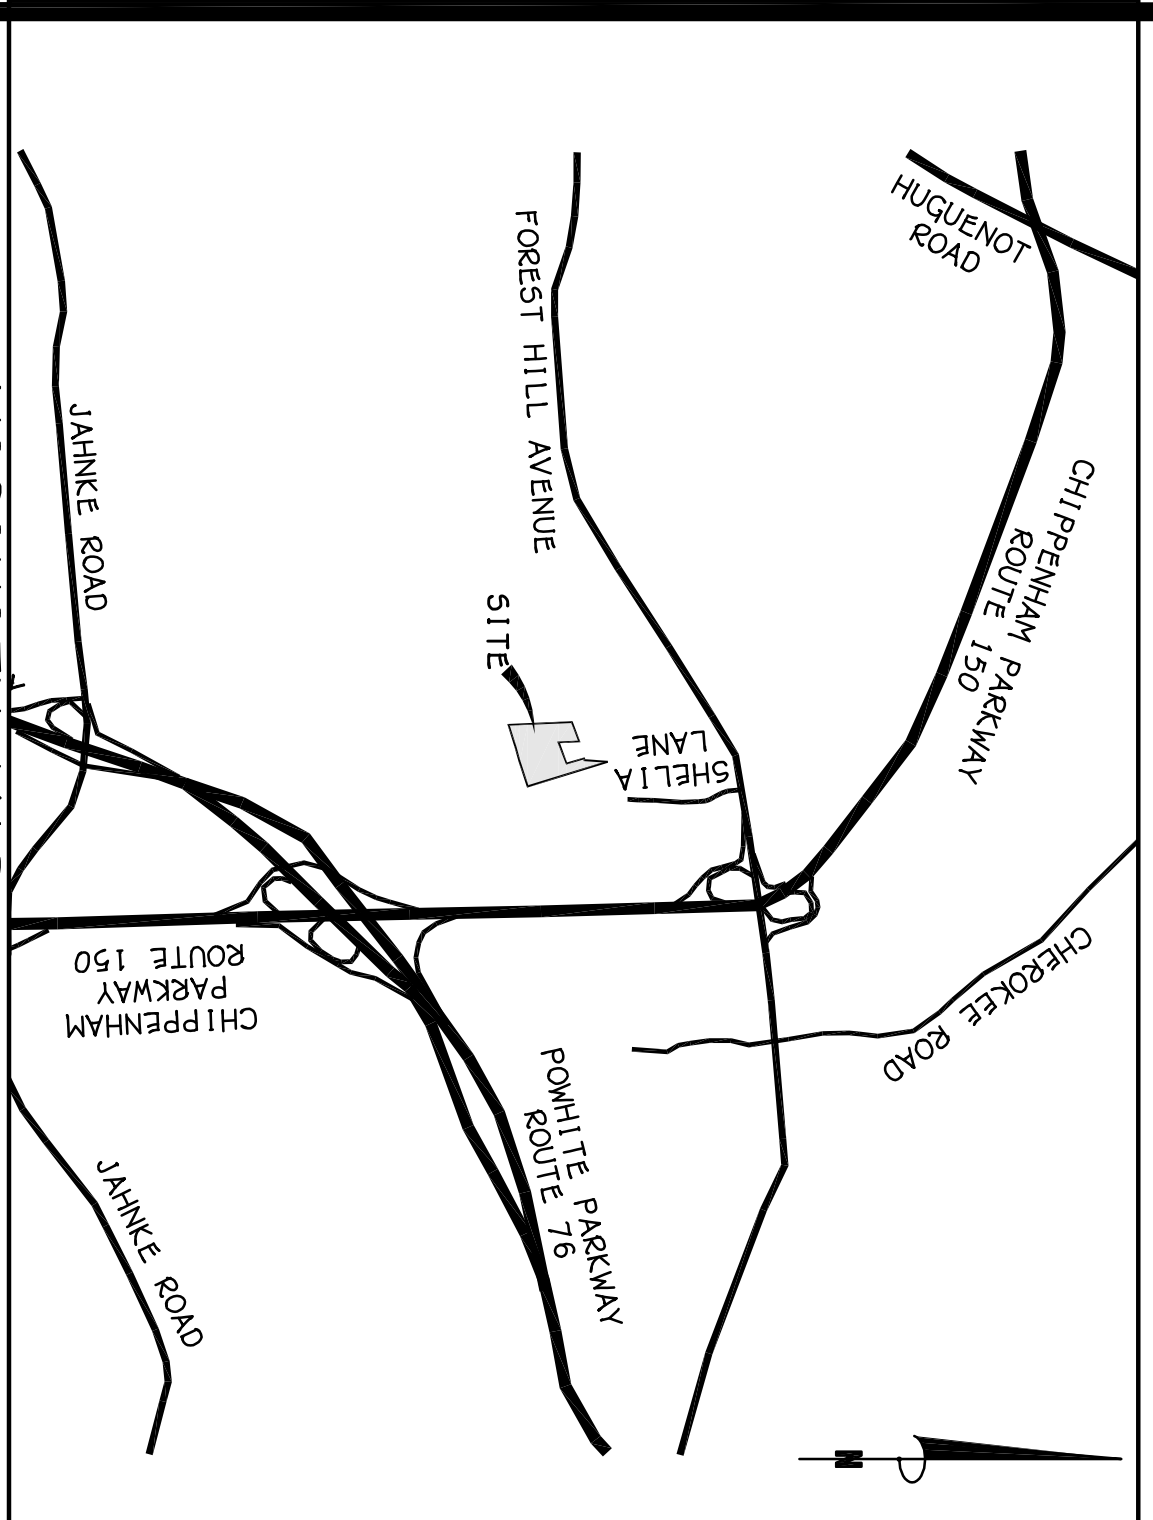 HUGUENOT
ROAD
FOREST HILL AVENUE
JAHNKE ROAD
CHIPPENHAM PARKWAY
ROUTE 150
SITE
SHELIA
LANE
CHEROKEE ROAD
CHIPPENHAM
PARKWAY
ROUTE 150
POWHITE PARKWAY
ROUTE 76
JAHNKE ROAD
N